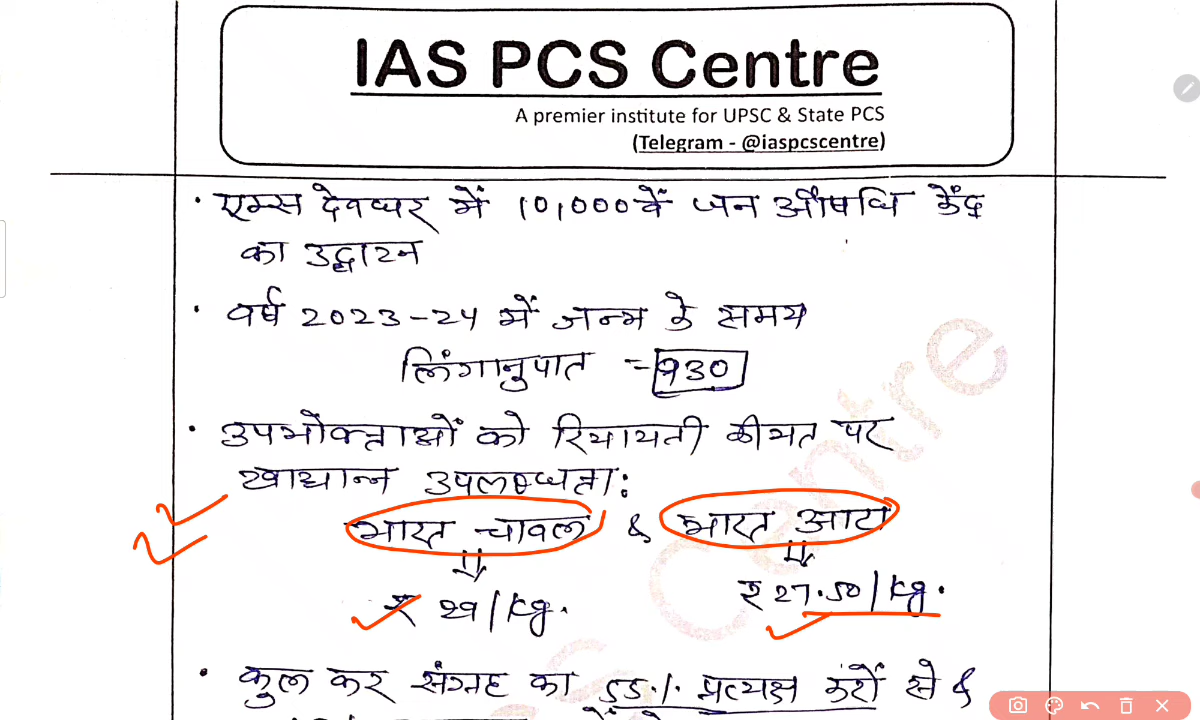 IAS PCS Centre
A premier institute for UPSC & State PCS
(Telegram - @iaspcscentre)
• एम्स देवघर में 10,000वें जन औषधि केंद्र
का उद्घाटन
• वर्ष 2023-24 में जन्म के समय
लिंगानुपात = 930
• उपभोक्ताओं को रियायती कीमत पर
खाद्यान्न उपलब्धता:
भारत चावल & भारत आटा
₹ 29/kg. ₹ 27.50/kg.
• कुल कर संग्रह का 55% प्रत्यक्ष करों से &
Centre